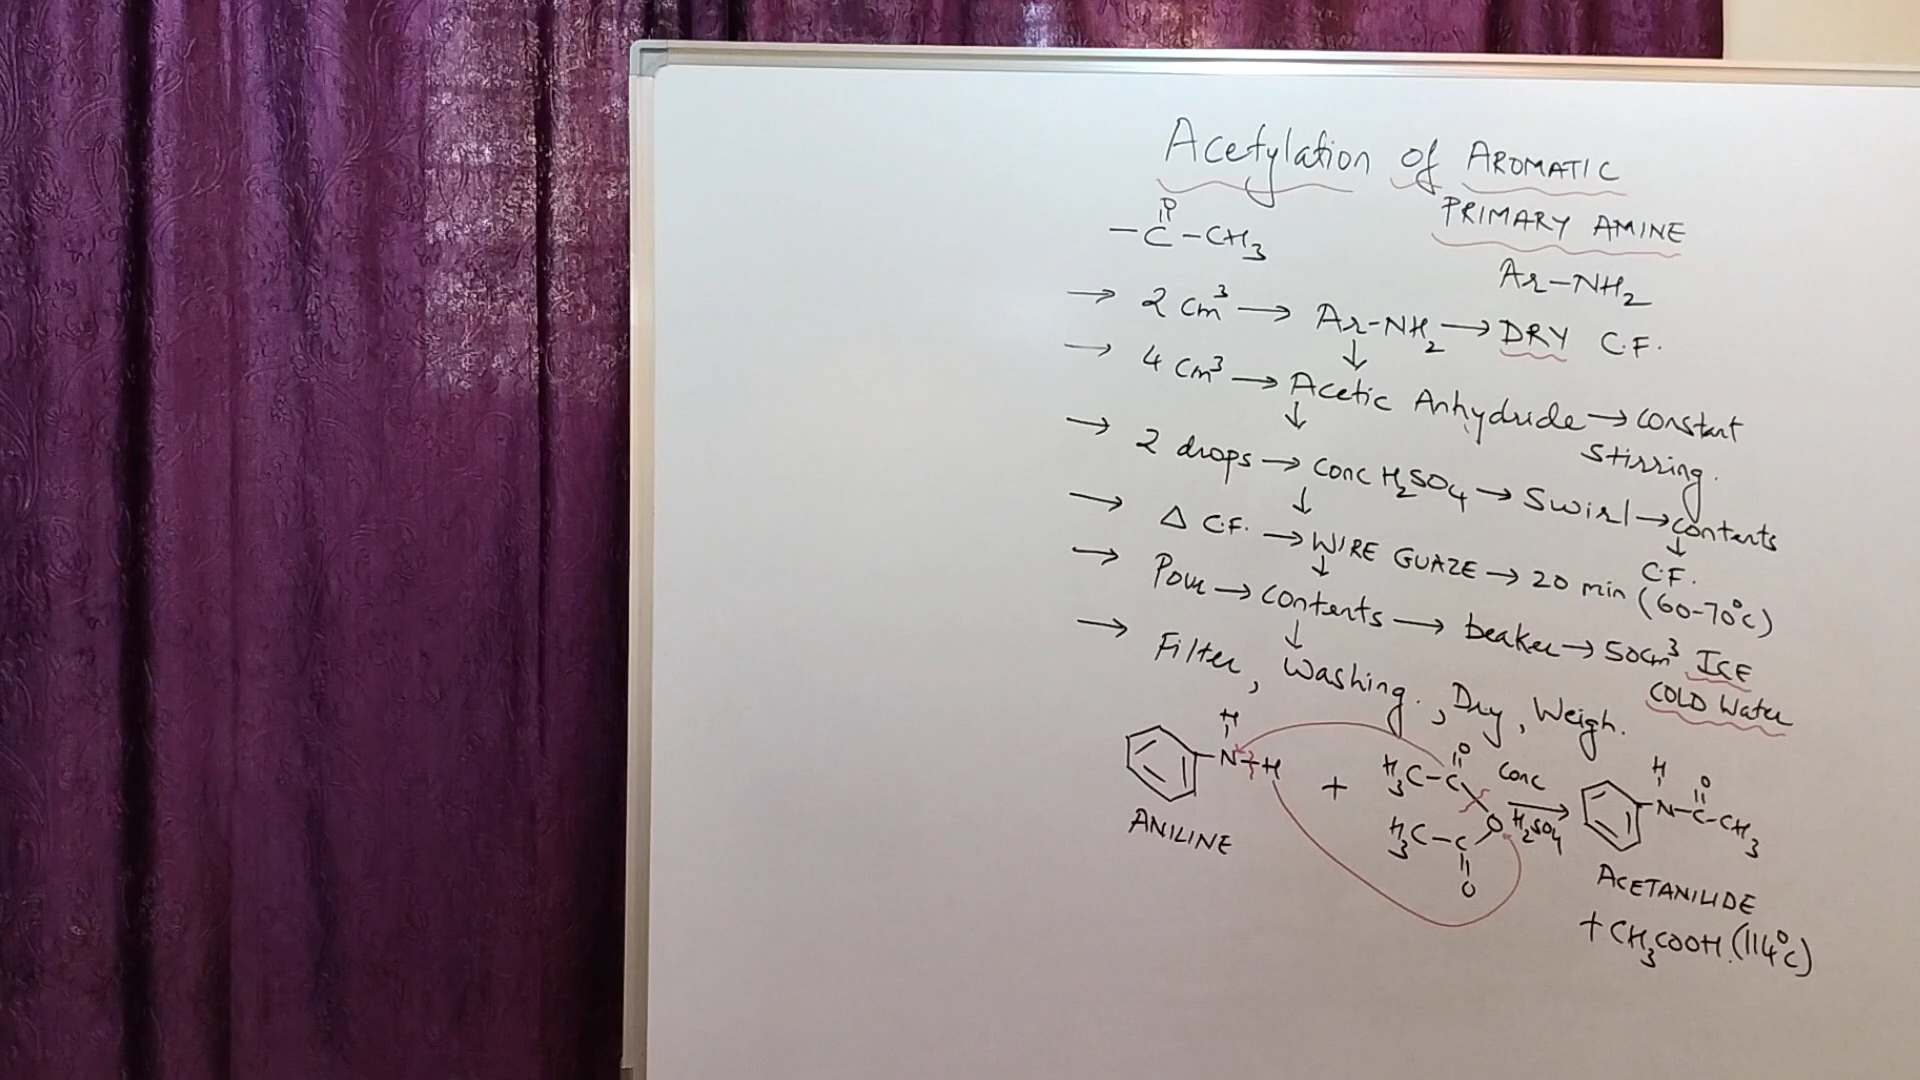 Acetylation of AROMATIC
PRIMARY AMINE
O
-C-CH3
Ar-NH2
→ 2 cm³ → Ar-NH2 → DRY C.F.
↓
→ 4 cm³ → Acetic Anhydride → constant
stirring.
↓
→ 2 drops → Conc H2SO4 → Swirl → contents
↓
C.F.
↓
→ Δ C.F. → WIRE GUAZE → 20 min (60-70°C)
↓
→ Pour → contents → beaker → 50cm³ ICE
COLD Water
↓
→ Filter, Washing., Dry, Weigh.
H
N-H
ANILINE
+
O
H3C-C
O
H3C-C
O
Conc
→
H2SO4
H O
N-C-CH3
ACETANILIDE
+ CH3COOH. (114°C)